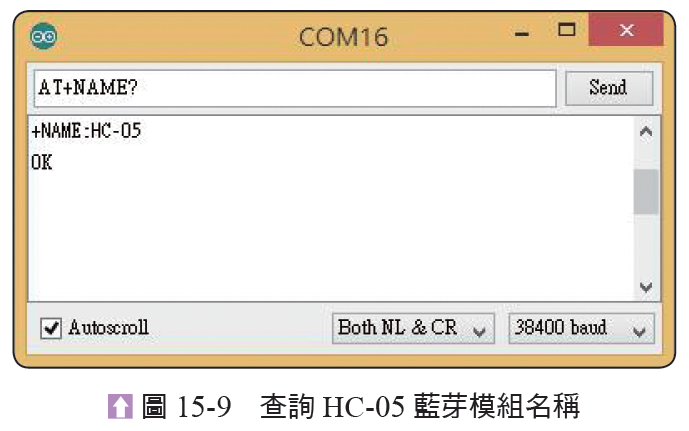 COM16
AT+NAME?
Send
+NAME:HC-05
OK
Autoscroll
Both NL & CR
38400 baud
圖 15-9 查詢 HC-05 藍芽模組名稱